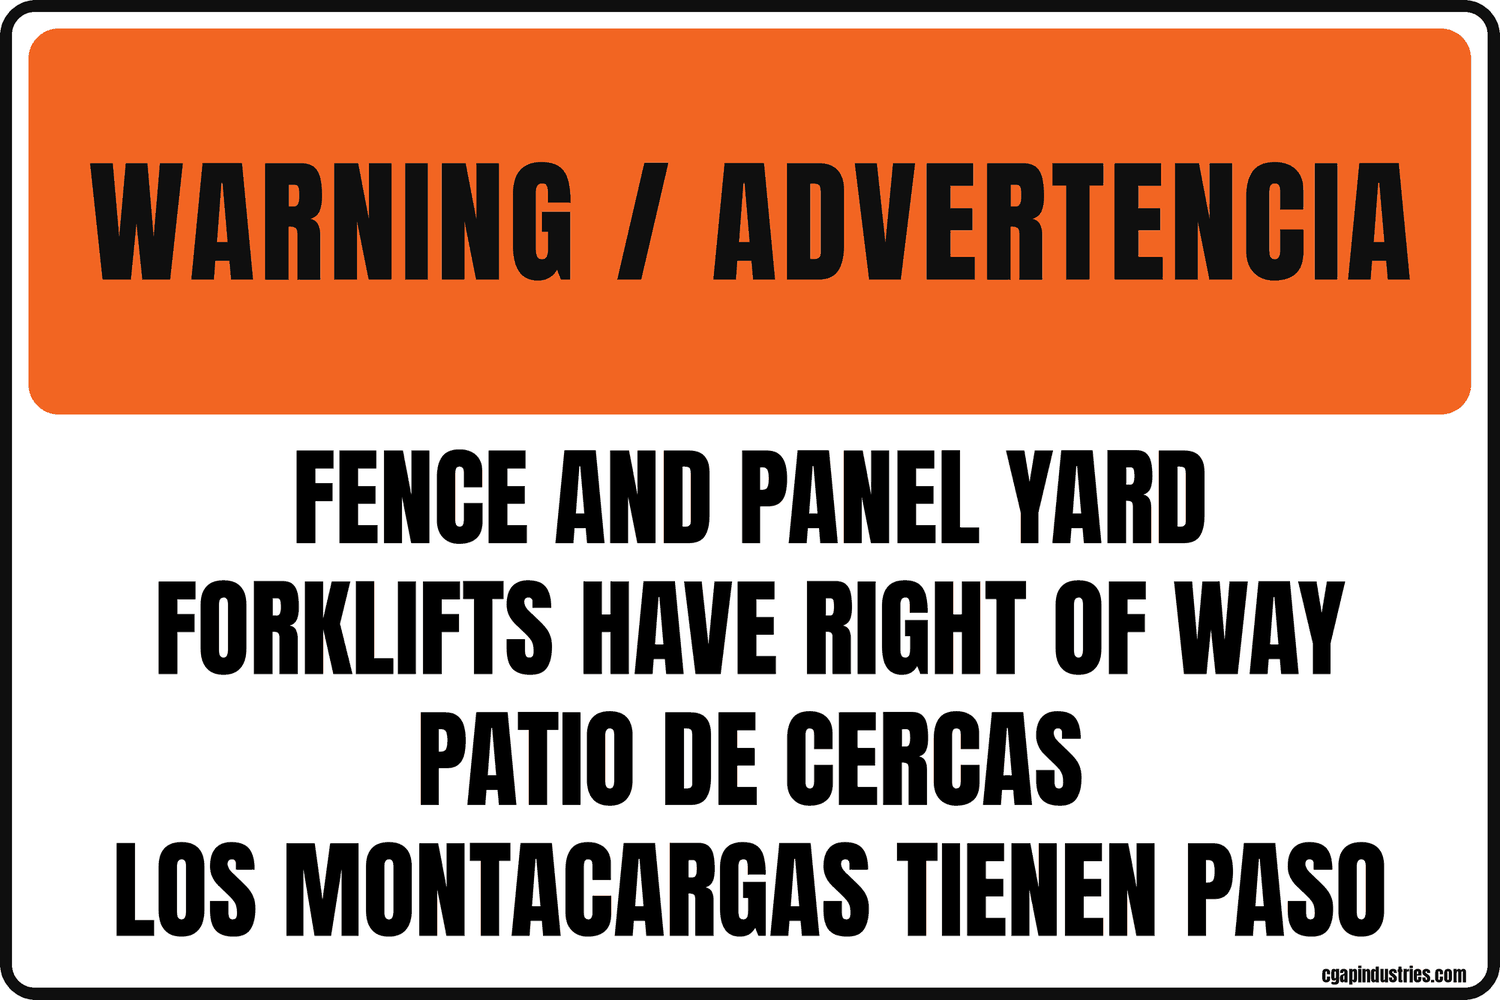 WARNING / ADVERTENCIA
FENCE AND PANEL YARD
FORKLIFTS HAVE RIGHT OF WAY
PATIO DE CERCAS
LOS MONTACARGAS TIENEN PASO
cgapindustries.com